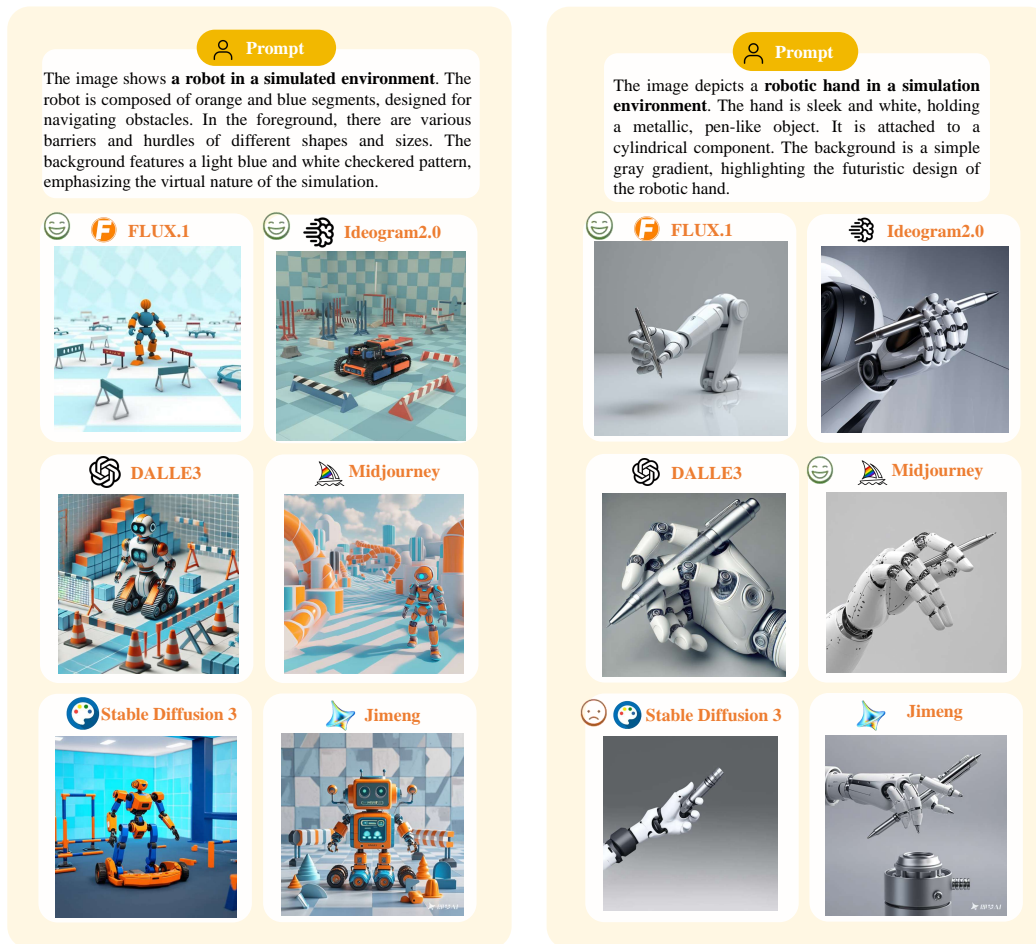 Prompt
The image shows a robot in a simulated environment. The
robot is composed of orange and blue segments, designed for
navigating obstacles. In the foreground, there are various
barriers and hurdles of different shapes and sizes. The
background features a light blue and white checkered pattern,
emphasizing the virtual nature of the simulation.
FLUX.1
Ideogram2.0
DALLE3
Midjourney
Stable Diffusion 3
Jimeng
Prompt
The image depicts a robotic hand in a simulation
environment. The hand is sleek and white, holding
a metallic, pen-like object. It is attached to a
cylindrical component. The background is a simple
gray gradient, highlighting the futuristic design of
the robotic hand.
FLUX.1
Ideogram2.0
DALLE3
Midjourney
Stable Diffusion 3
Jimeng